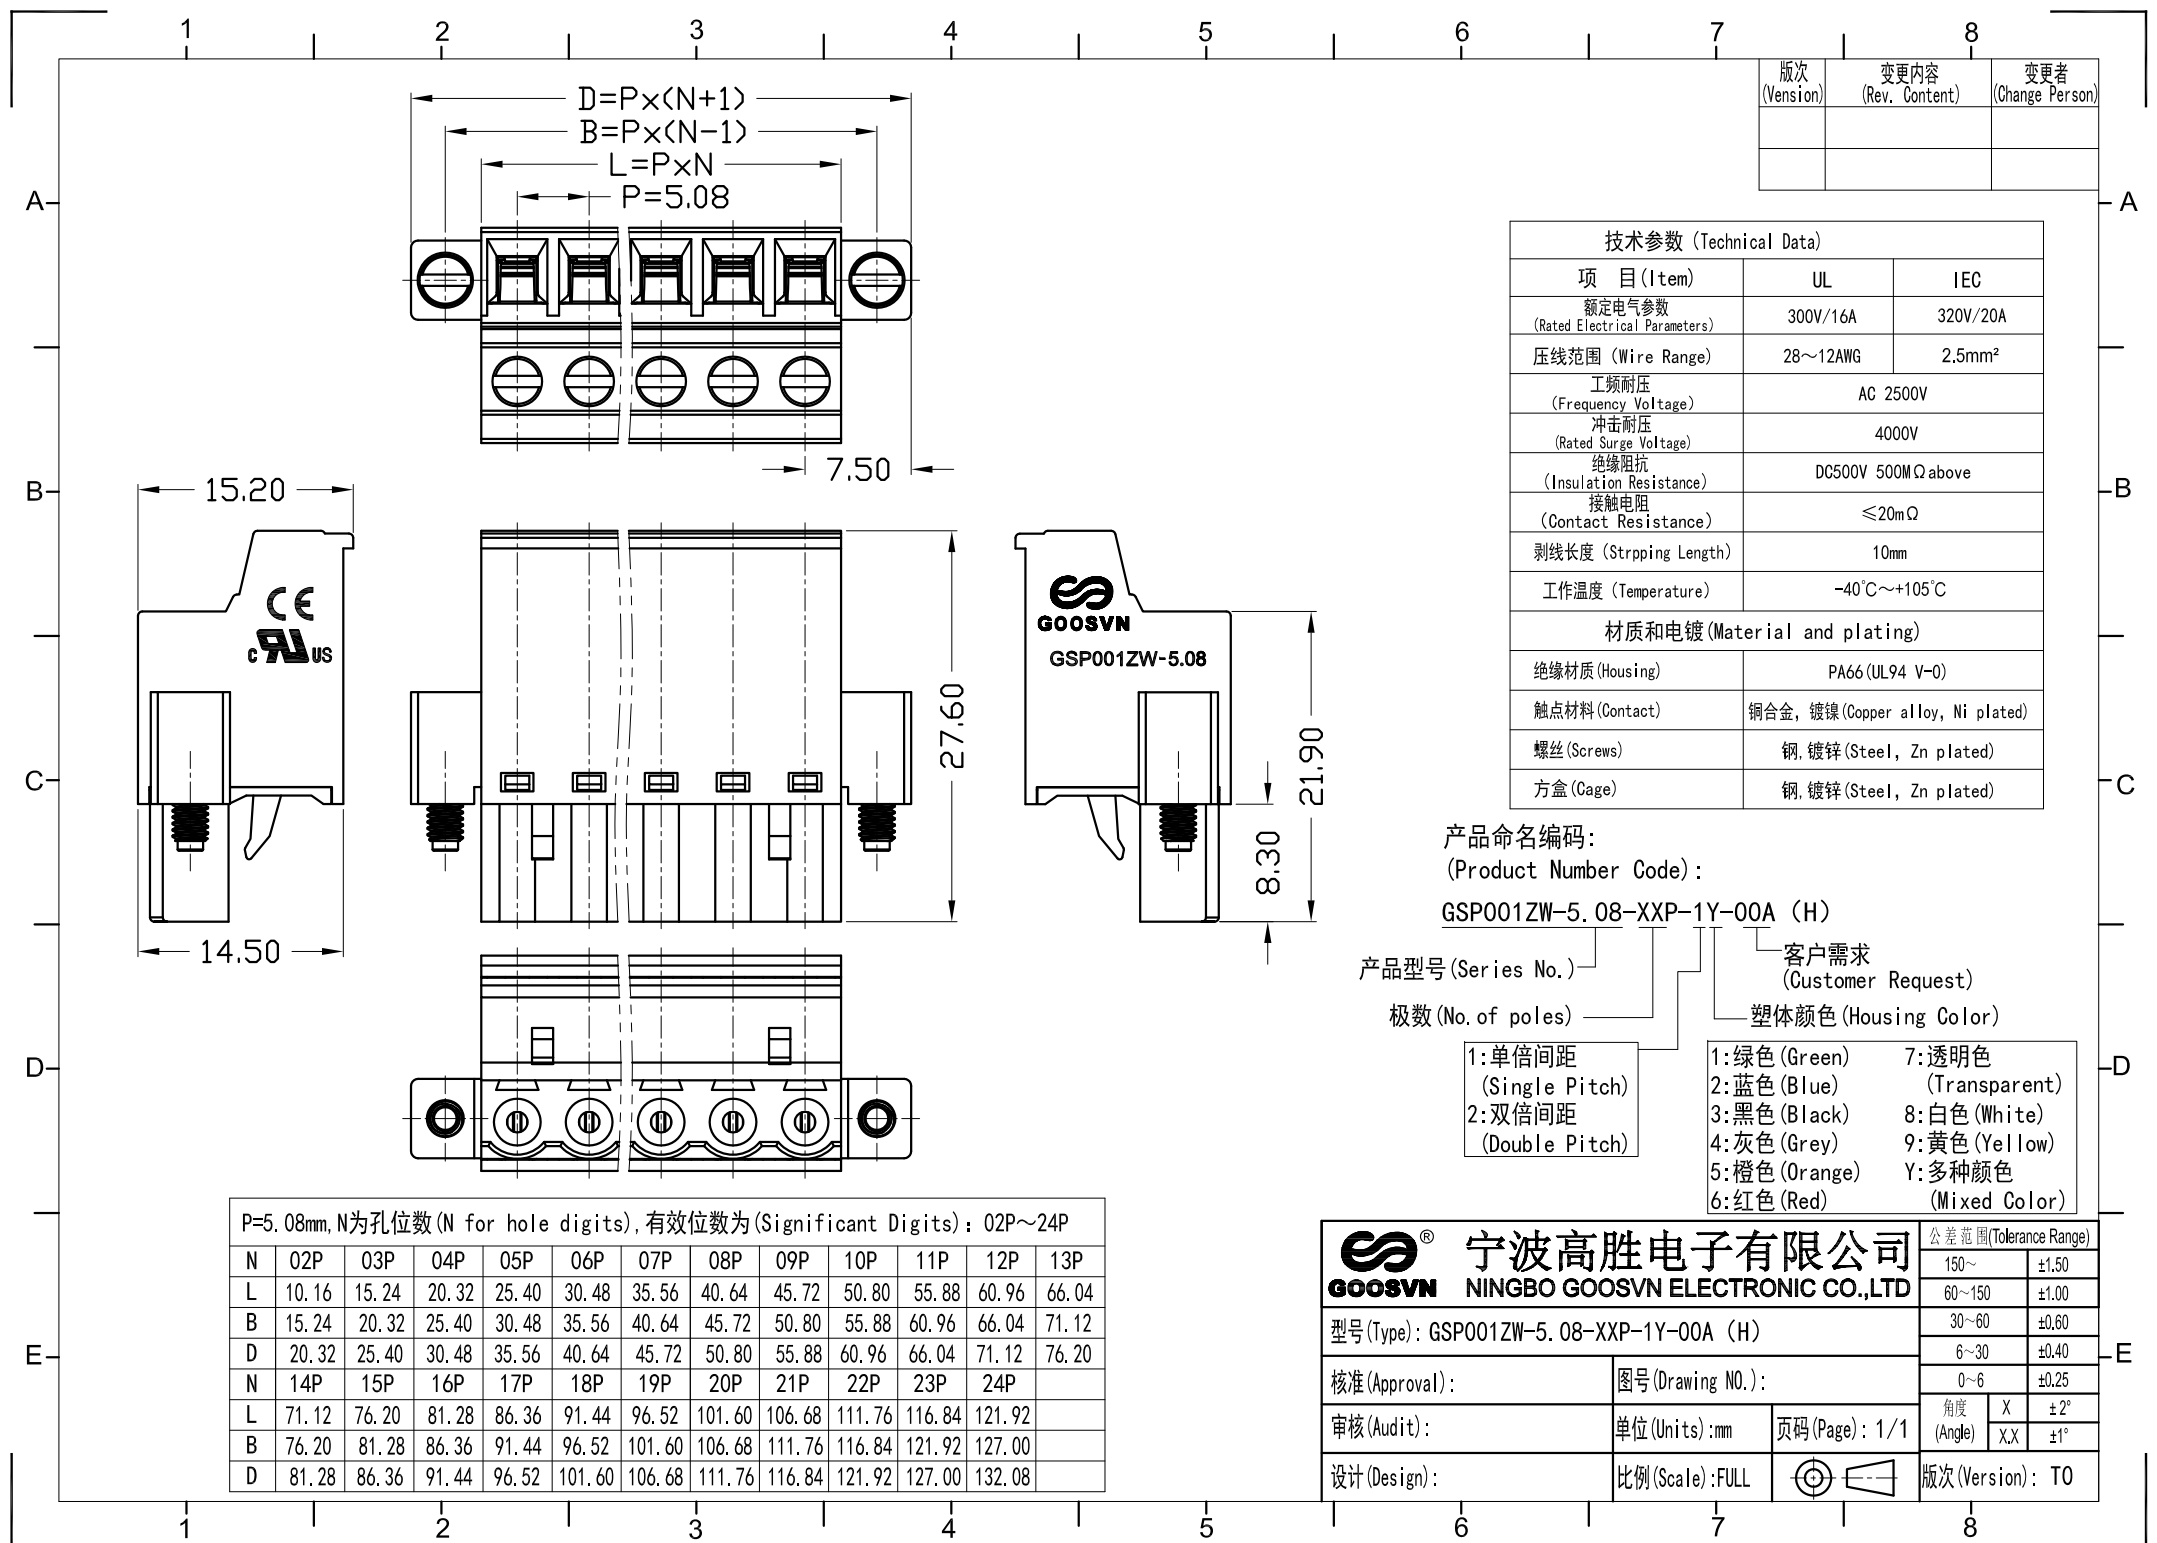 1 2 3 4 5 6 7 8
A
B
C
D
E
版次 变更内容 变更者
(Vension) (Rev. Content) (Change Person)
D=P×(N+1)
B=P×(N-1)
L=P×N
P=5.08
7.50
15.20
14.50
27.60
21.90
8.30
CE
c US
GOOSVN
GSP001ZW-5.08
技术参数 (Technical Data)
项 目(Item) UL IEC
额定电气参数
(Rated Electrical Parameters) 300V/16A 320V/20A
压线范围 (Wire Range) 28～12AWG 2.5mm²
工频耐压
(Frequency Voltage) AC 2500V
冲击耐压
(Rated Surge Voltage) 4000V
绝缘阻抗
(Insulation Resistance) DC500V 500MΩabove
接触电阻
(Contact Resistance) ≤20mΩ
剥线长度 (Strpping Length) 10mm
工作温度 (Temperature) -40℃～+105℃
材质和电镀(Material and plating)
绝缘材质(Housing) PA66(UL94 V-0)
触点材料(Contact) 铜合金, 镀镍(Copper alloy, Ni plated)
螺丝(Screws) 钢, 镀锌(Steel, Zn plated)
方盒(Cage) 钢, 镀锌(Steel, Zn plated)
产品命名编码:
(Product Number Code):
GSP001ZW-5.08-XXP-1Y-00A (H)
客户需求
产品型号(Series No.)
(Customer Request)
极数(No. of poles) 塑体颜色(Housing Color)
1:单倍间距
(Single Pitch)
2:双倍间距
(Double Pitch)
1:绿色(Green) 7:透明色
2:蓝色(Blue) (Transparent)
3:黑色(Black) 8:白色(White)
4:灰色(Grey) 9:黄色(Yellow)
5:橙色(Orange) Y:多种颜色
6:红色(Red) (Mixed Color)
P=5.08mm, N为孔位数(N for hole digits), 有效位数为(Significant Digits): 02P～24P
N 02P 03P 04P 05P 06P 07P 08P 09P 10P 11P 12P 13P
L 10.16 15.24 20.32 25.40 30.48 35.56 40.64 45.72 50.80 55.88 60.96 66.04
B 15.24 20.32 25.40 30.48 35.56 40.64 45.72 50.80 55.88 60.96 66.04 71.12
D 20.32 25.40 30.48 35.56 40.64 45.72 50.80 55.88 60.96 66.04 71.12 76.20
N 14P 15P 16P 17P 18P 19P 20P 21P 22P 23P 24P
L 71.12 76.20 81.28 86.36 91.44 96.52 101.60 106.68 111.76 116.84 121.92
B 76.20 81.28 86.36 91.44 96.52 101.60 106.68 111.76 116.84 121.92 127.00
D 81.28 86.36 91.44 96.52 101.60 106.68 111.76 116.84 121.92 127.00 132.08
® 宁波高胜电子有限公司
GOOSVN NINGBO GOOSVN ELECTRONIC CO.,LTD
型号(Type): GSP001ZW-5.08-XXP-1Y-00A (H)
核准(Approval): 图号(Drawing NO.):
审核(Audit): 单位(Units):mm 页码(Page): 1/1
设计(Design): 比例(Scale):FULL
公差范围(Tolerance Range)
150～ ±1.50
60～150 ±1.00
30～60 ±0.60
6～30 ±0.40
0～6 ±0.25
角度 X ±2°
(Angle) X.X ±1°
版次(Version): T0
A
B
C
D
E
1 2 3 4 5 6 7 8